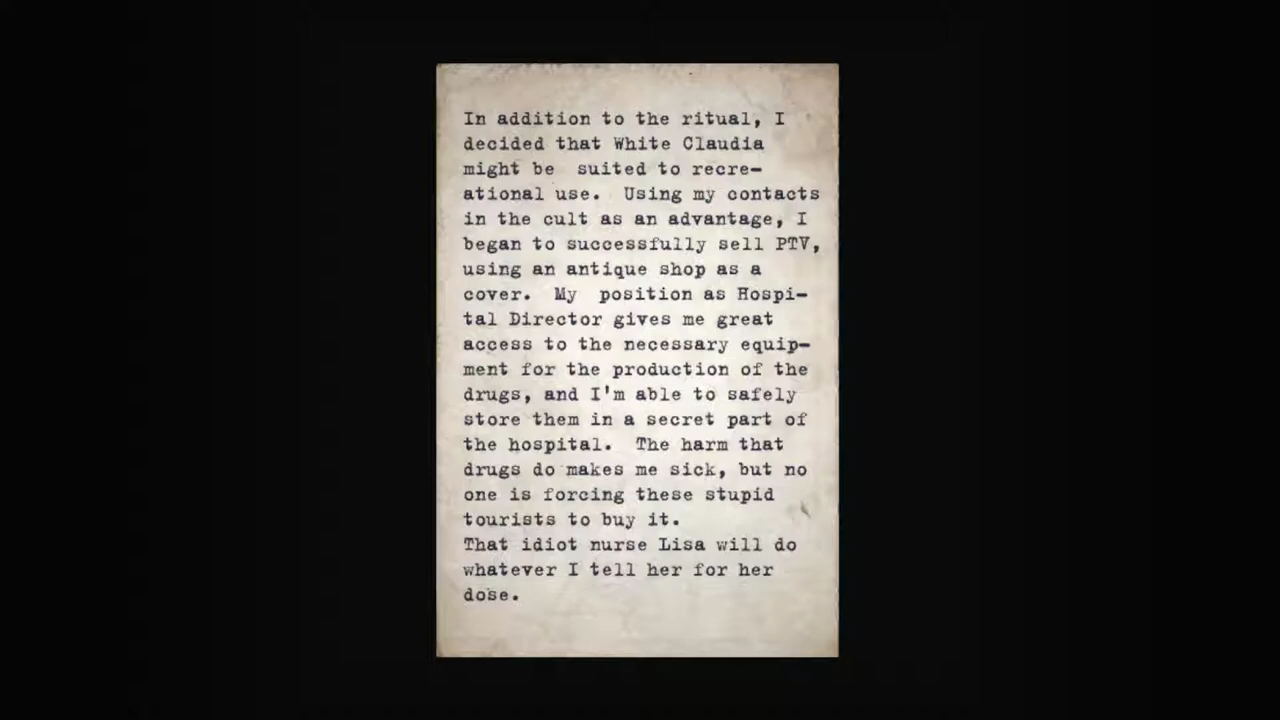 In addition to the ritual, I
decided that White Claudia
might be  suited to recre-
ational use.  Using my contacts
in the cult as an advantage, I
began to successfully sell PTV,
using an antique shop as a
cover.  My  position as Hospi-
tal Director gives me great
access to the necessary equip-
ment for the production of the
drugs, and I'm able to safely
store them in a secret part of
the hospital.  The harm that
drugs do makes me sick, but no
one is forcing these stupid
tourists to buy it.
That idiot nurse Lisa will do
whatever I tell her for her
dose.